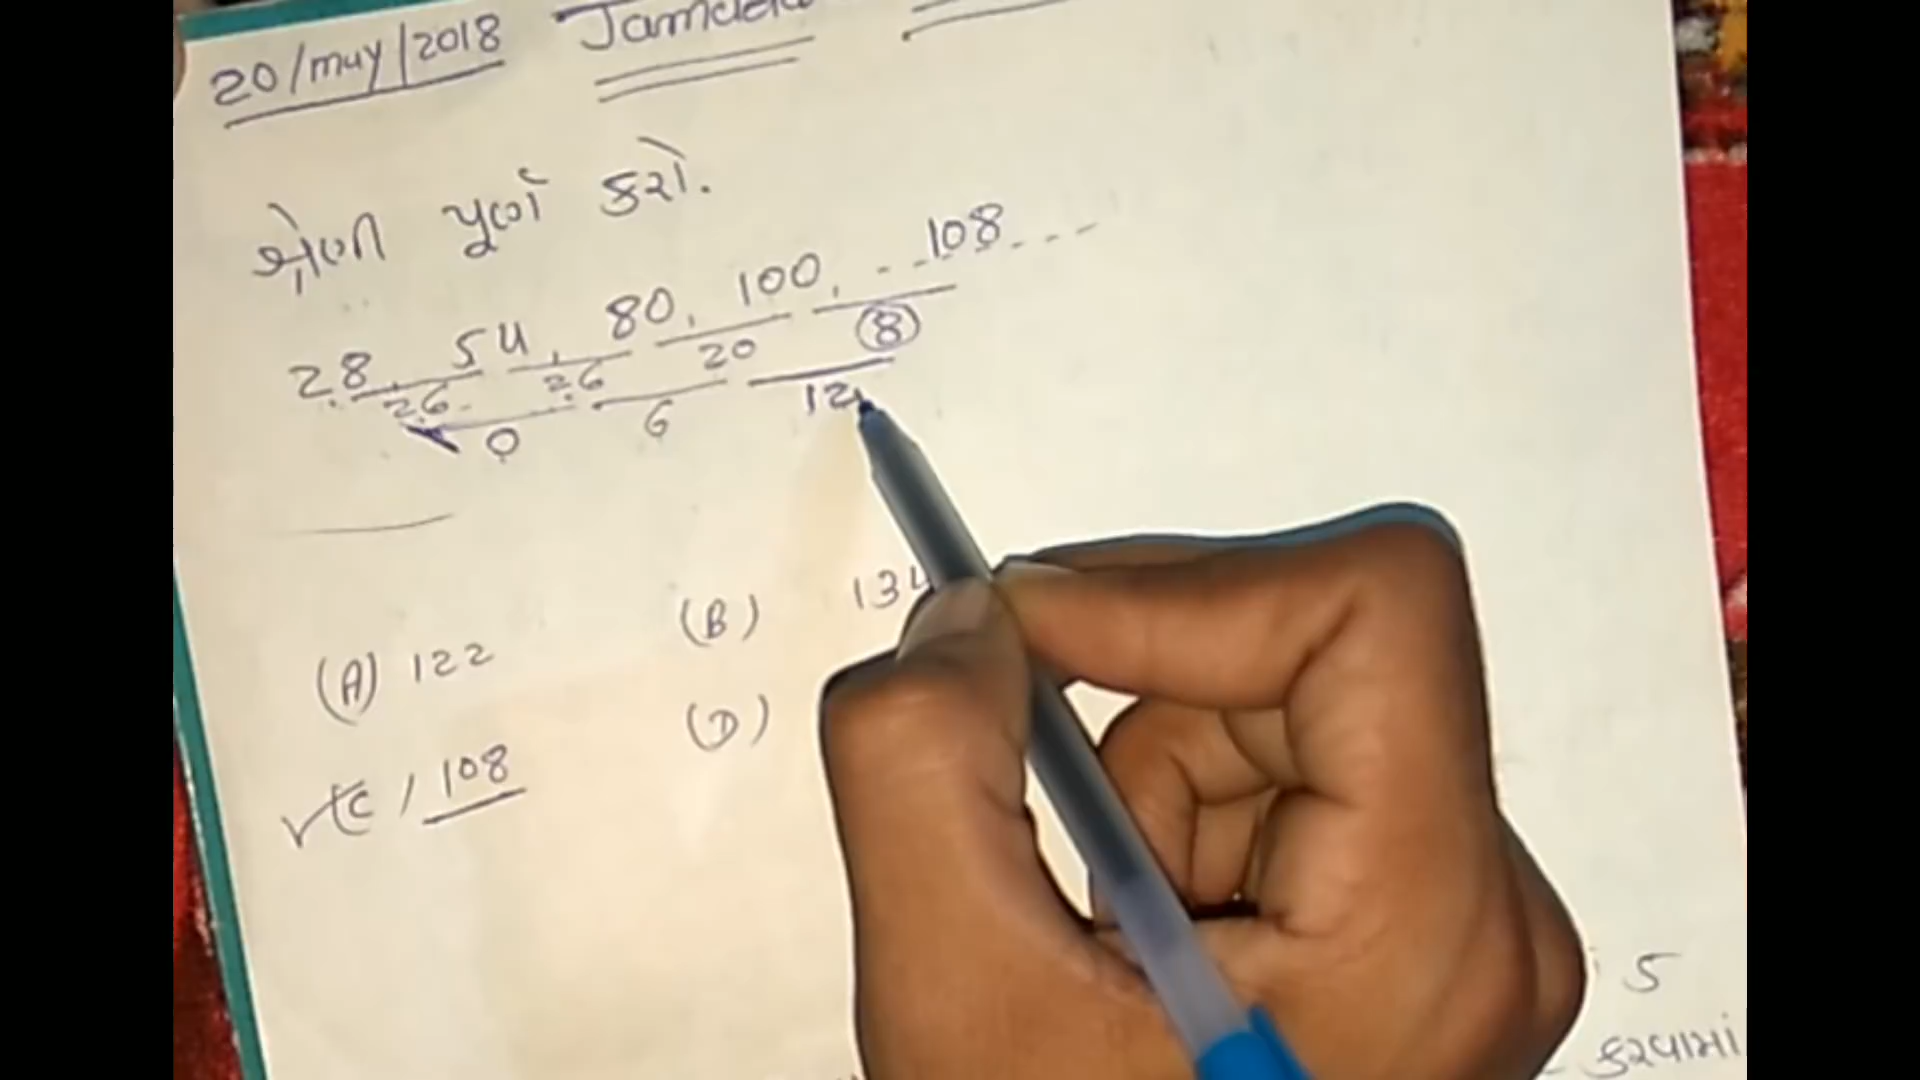 20/may/2018
શ્રેણી પૂર્ણ કરો.
28, 54, 80, 100, - - 108 - - -
26 26 20 8
0 6 12
(A) 122 (B) 134
(C) 108 (D)
5
કરવામાં